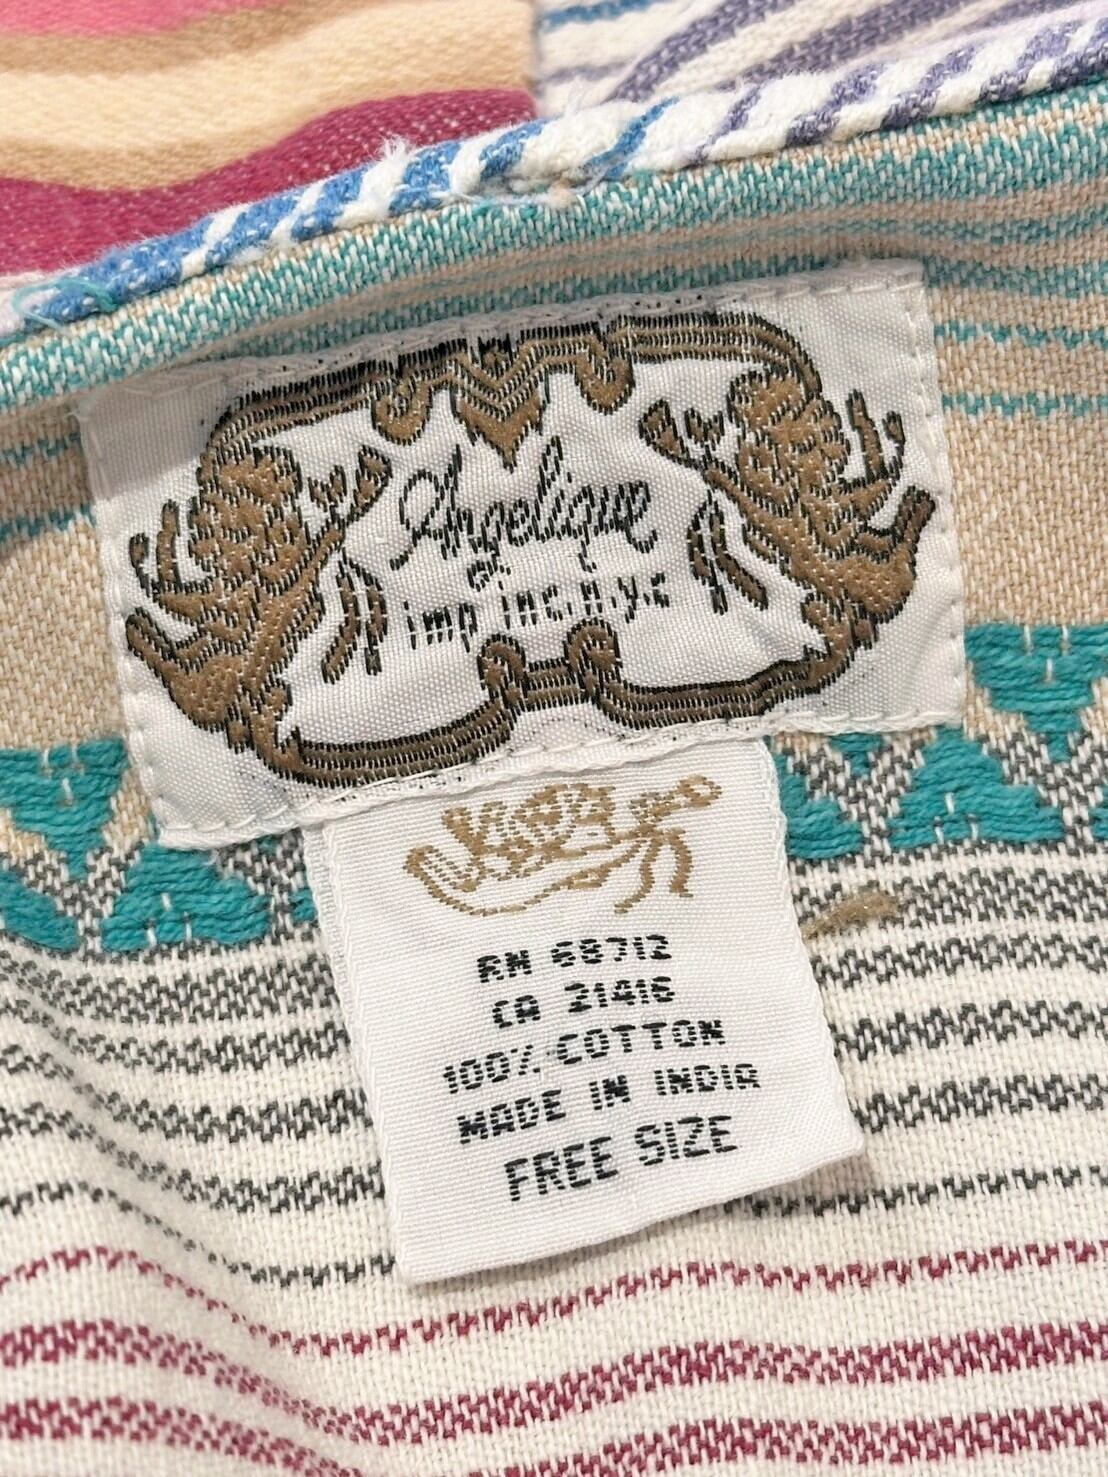 Angelique
imp inc. n.y.c
RN 68712
CA 21416
100% COTTON
MADE IN INDIA
FREE SIZE